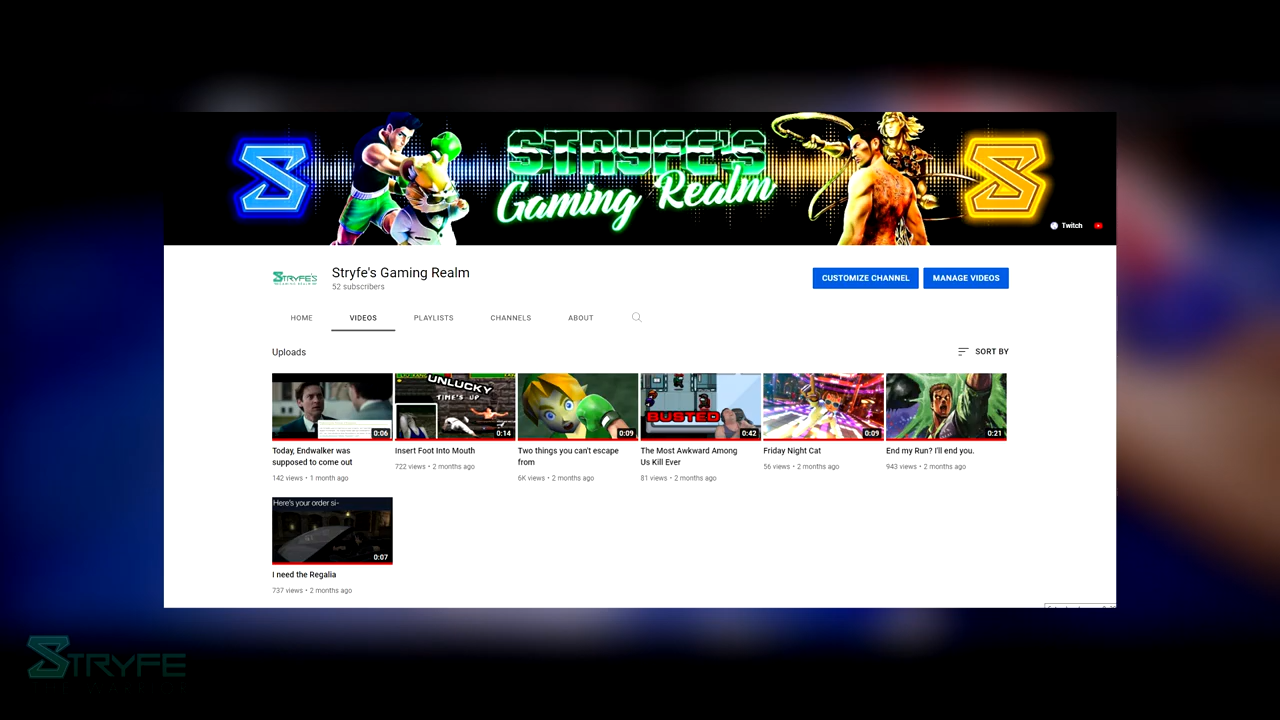 STRYFE'S
Gaming Realm
Twitch
STRYFE'S
Stryfe's Gaming Realm
52 subscribers
CUSTOMIZE CHANNEL
MANAGE VIDEOS
HOME
VIDEOS
PLAYLISTS
CHANNELS
ABOUT
Uploads
SORT BY
0:06
UNLUCKY
TIME'S UP
0:14
0:09
BUSTED
0:42
0:09
0:21
Today, Endwalker was
supposed to come out
142 views • 1 month ago
Insert Foot Into Mouth
722 views • 2 months ago
Two things you can't escape
from
6K views • 2 months ago
The Most Awkward Among
Us Kill Ever
81 views • 2 months ago
Friday Night Cat
56 views • 2 months ago
End my Run? I'll end you.
943 views • 2 months ago
Here's your order si-
0:07
I need the Regalia
737 views • 2 months ago
STRYFE